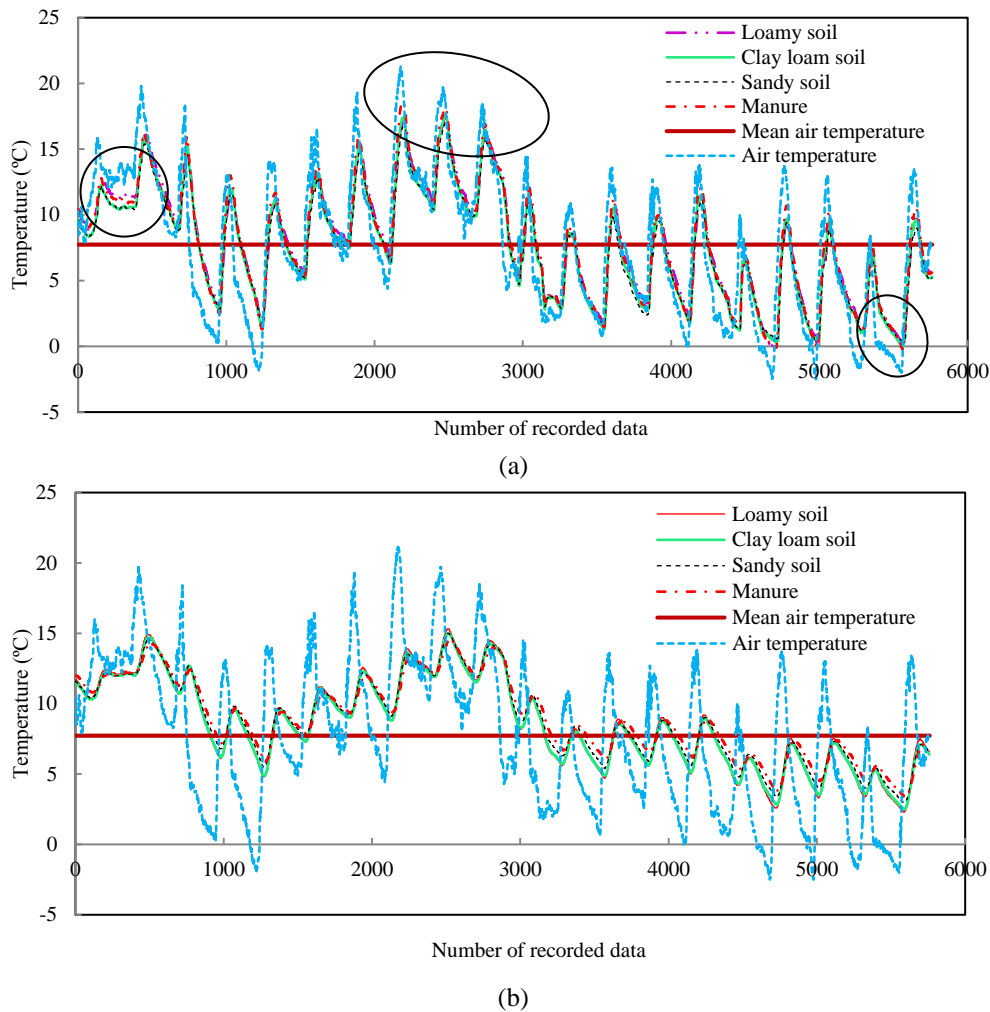 25
20
15
10
5
0
-5
Temperature (ºC)
Loamy soil
Clay loam soil
Sandy soil
Manure
Mean air temperature
Air temperature
0 1000 2000 3000 4000 5000 6000
Number of recorded data
(a)
25
20
15
10
5
0
-5
Temperature (ºC)
Loamy soil
Clay loam soil
Sandy soil
Manure
Mean air temperature
Air temperature
0 1000 2000 3000 4000 5000 6000
Number of recorded data
(b)